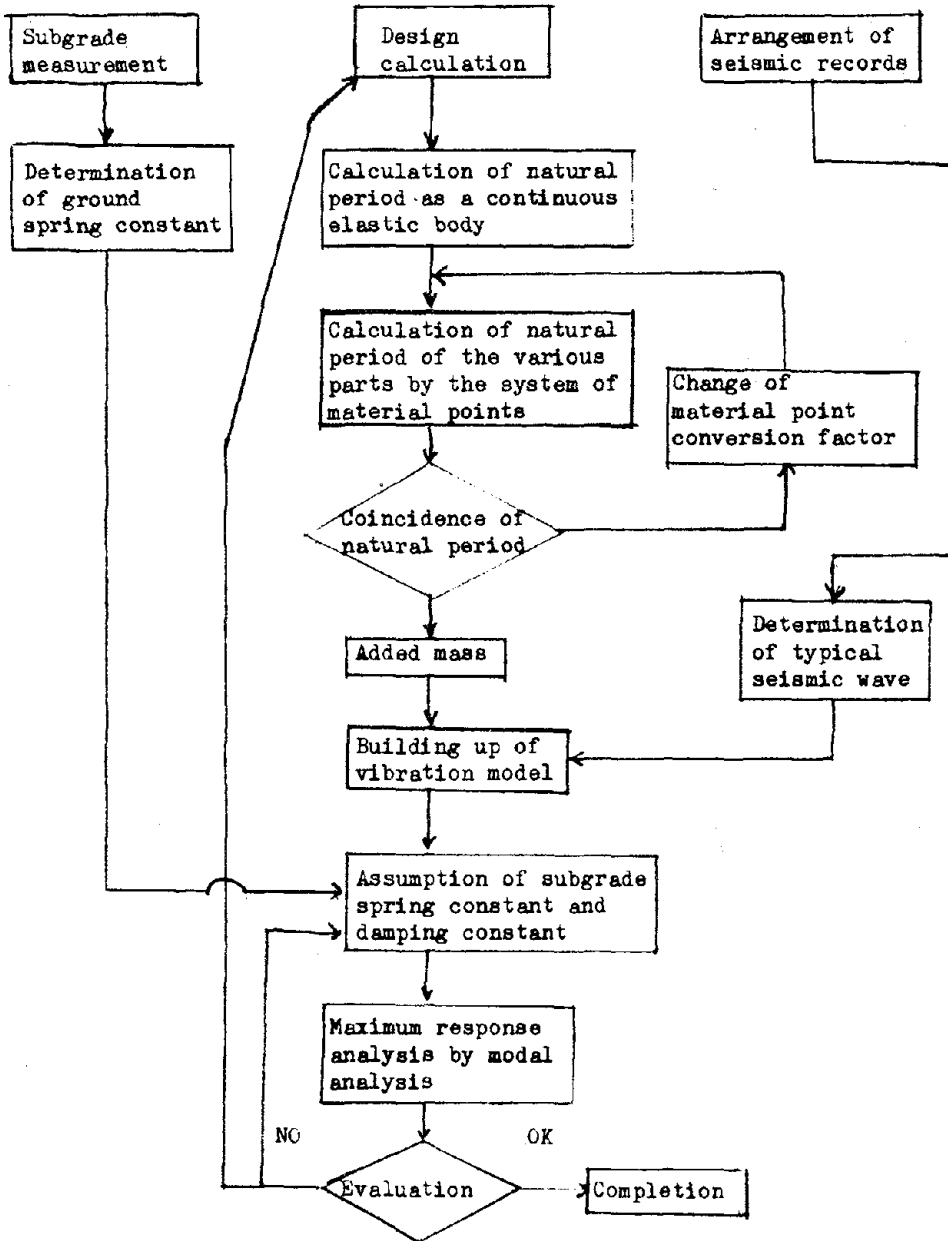 Subgrade
measurement
Design
calculation
Arrangement of
seismic records
Determination
of ground
spring constant
Calculation of natural
period as a continuous
elastic body
Calculation of natural
period of the various
parts by the system of
material points
Change of
material point
conversion factor
Coincidence of
natural period
Added mass
Determination
of typical
seismic wave
Building up of
vibration model
Assumption of subgrade
spring constant and
damping constant
Maximum response
analysis by modal
analysis
NO
OK
Evaluation
Completion